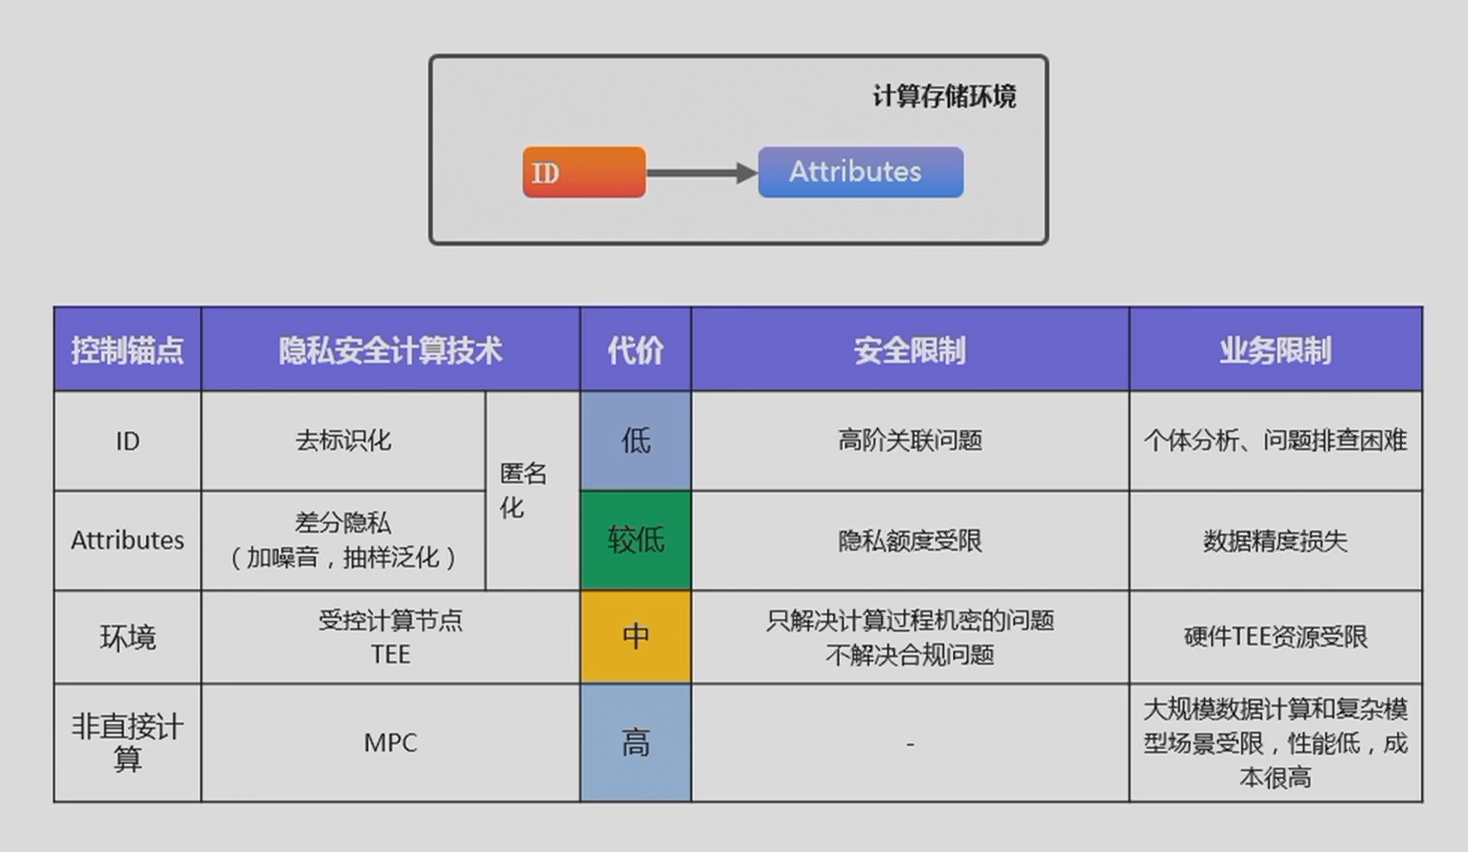 计算存储环境
ID
Attributes
控制锚点
隐私安全计算技术
代价
安全限制
业务限制
ID
去标识化
匿名
化
低
高阶关联问题
个体分析、问题排查困难
Attributes
差分隐私
（加噪音，抽样泛化）
较低
隐私额度受限
数据精度损失
环境
受控计算节点
TEE
中
只解决计算过程机密的问题
不解决合规问题
硬件TEE资源受限
非直接计
算
MPC
高
-
大规模数据计算和复杂模
型场景受限，性能低，成
本很高